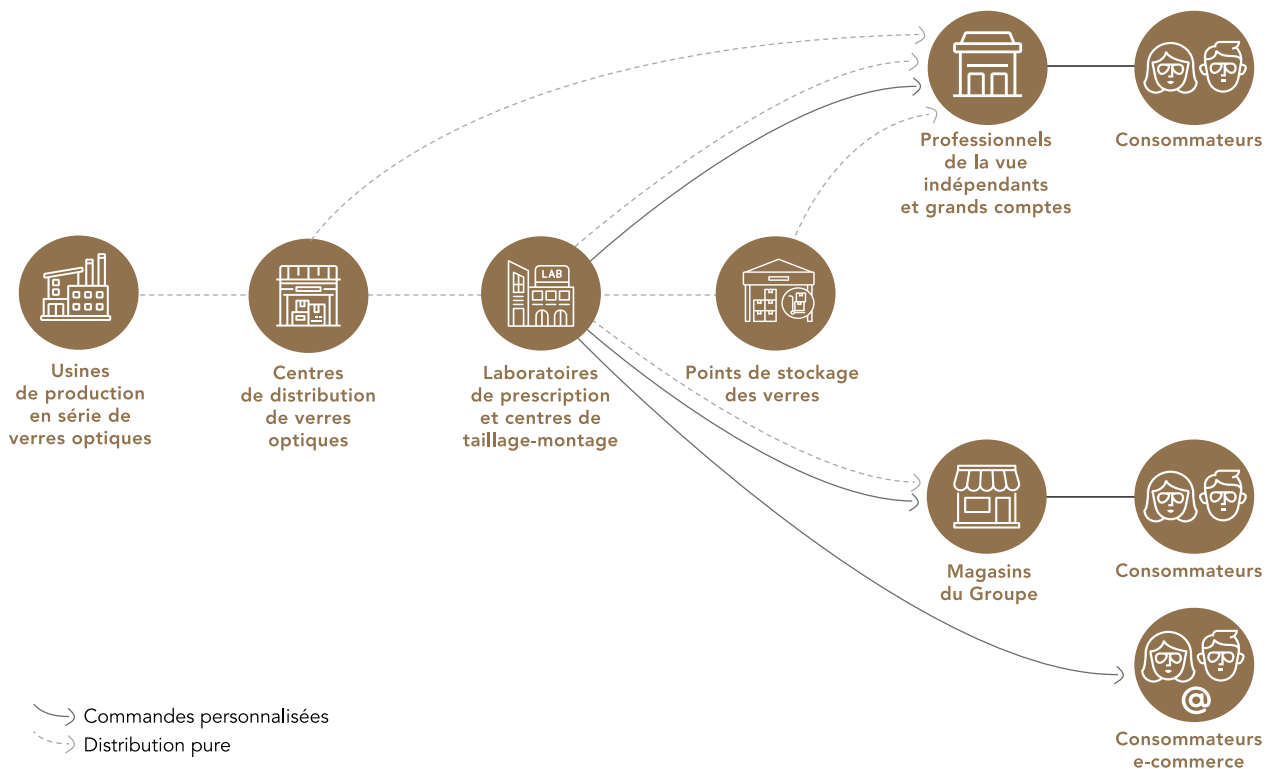 Professionnels
de la vue
indépendants
et grands comptes
Consommateurs
Usines
de production
en série de
verres optiques
Centres
de distribution
de verres
optiques
LAB
Laboratoires
de prescription
et centres de
taillage-montage
Points de stockage
des verres
Magasins
du Groupe
Consommateurs
@
Consommateurs
e-commerce
Commandes personnalisées
Distribution pure